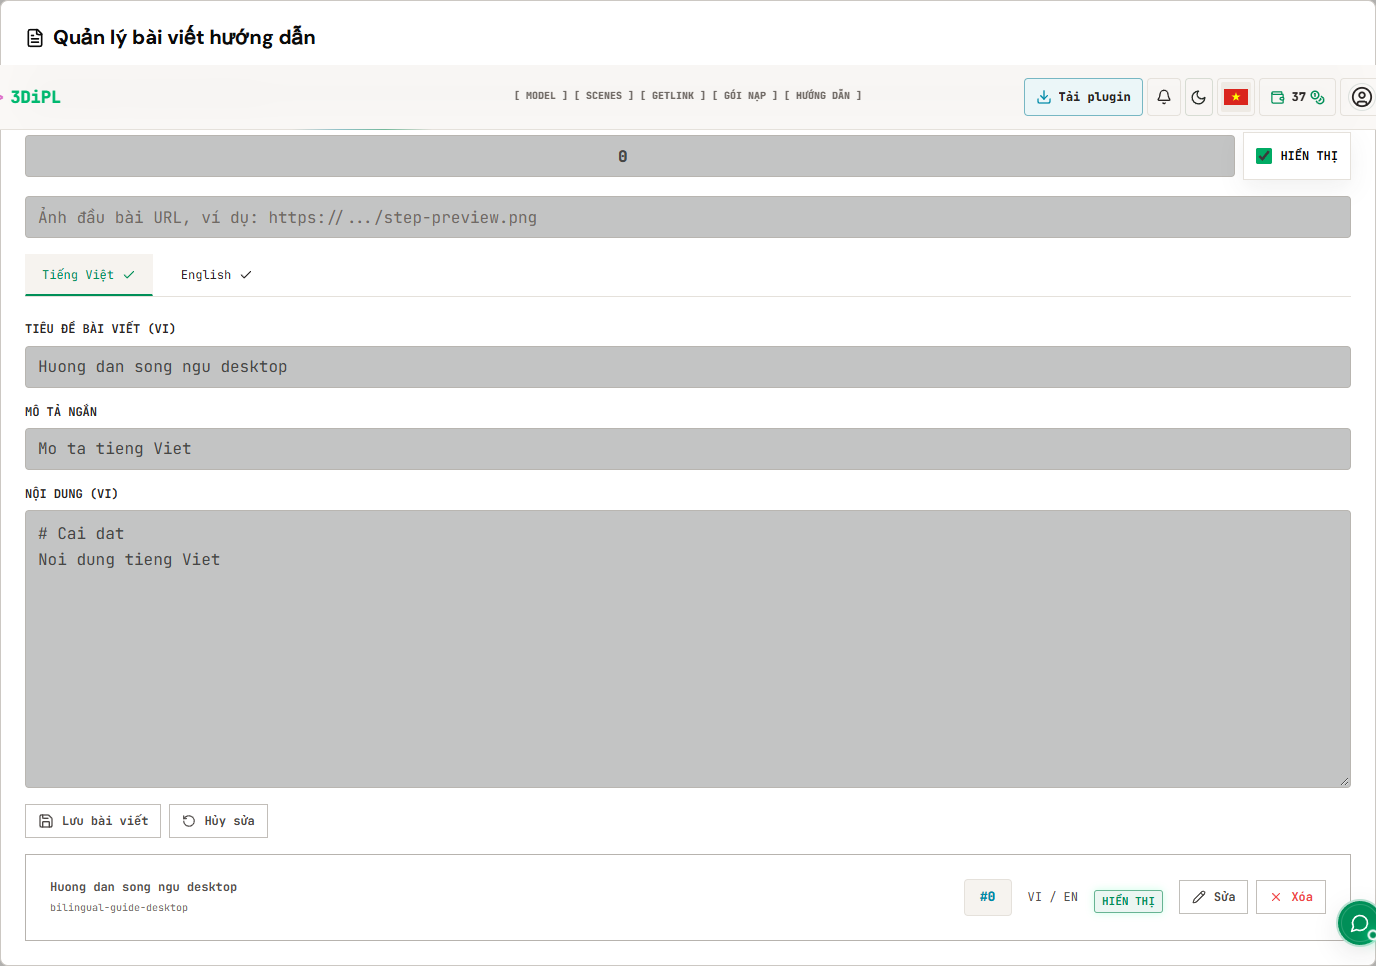 Quản lý bài viết hướng dẫn
3DiPL
[ MODEL ] [ SCENES ] [ GETLINK ] [ GÓI NẠP ] [ HƯỚNG DẪN ]
Tải plugin
37
0
HIỂN THỊ
Ảnh đầu bài URL, ví dụ: https://.../step-preview.png
Tiếng Việt
English
TIÊU ĐỀ BÀI VIẾT (VI)
Huong dan song ngu desktop
MÔ TẢ NGẮN
Mo ta tieng Viet
NỘI DUNG (VI)
# Cai dat
Noi dung tieng Viet
Lưu bài viết
Hủy sửa
Huong dan song ngu desktop
bilingual-guide-desktop
#0
VI / EN
HIỂN THỊ
Sửa
Xóa